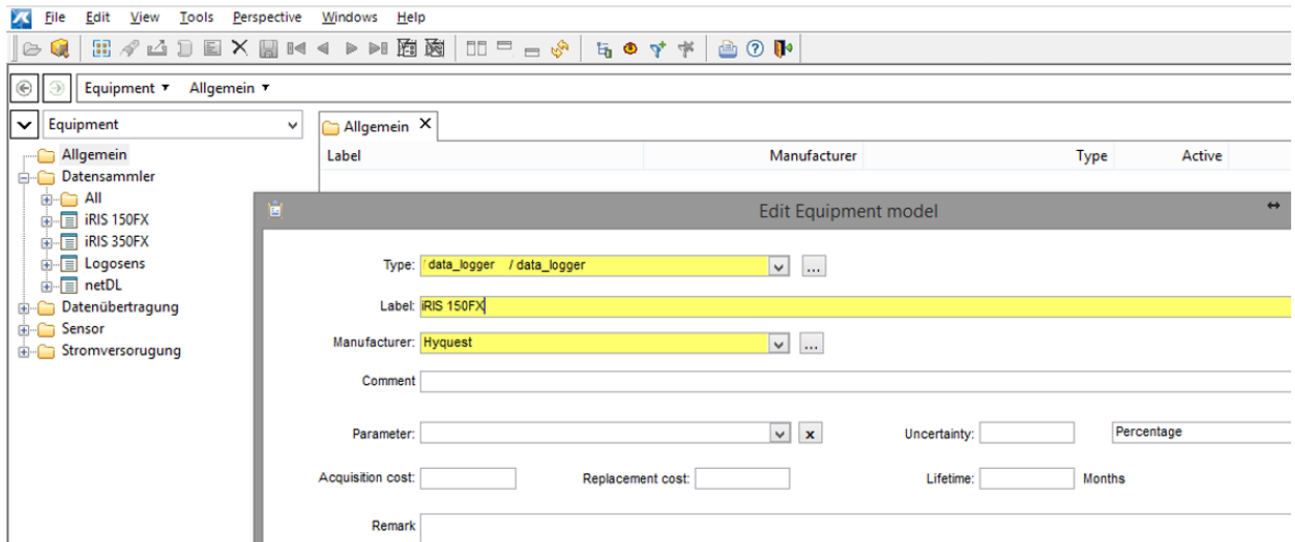 File Edit View Tools Perspective Windows Help
Equipment Allgemein
Equipment
Allgemein
Label Manufacturer Type Active
Allgemein
Datensammler
All
iRIS 150FX
iRIS 350FX
Logosens
netDL
Datenübertragung
Sensor
Stromversorugung
Edit Equipment model
Type: data_logger / data_logger ...
Label: iRIS 150FX
Manufacturer: Hyquest ...
Comment
Parameter: x Uncertainty: Percentage
Acquisition cost: Replacement cost: Lifetime: Months
Remark